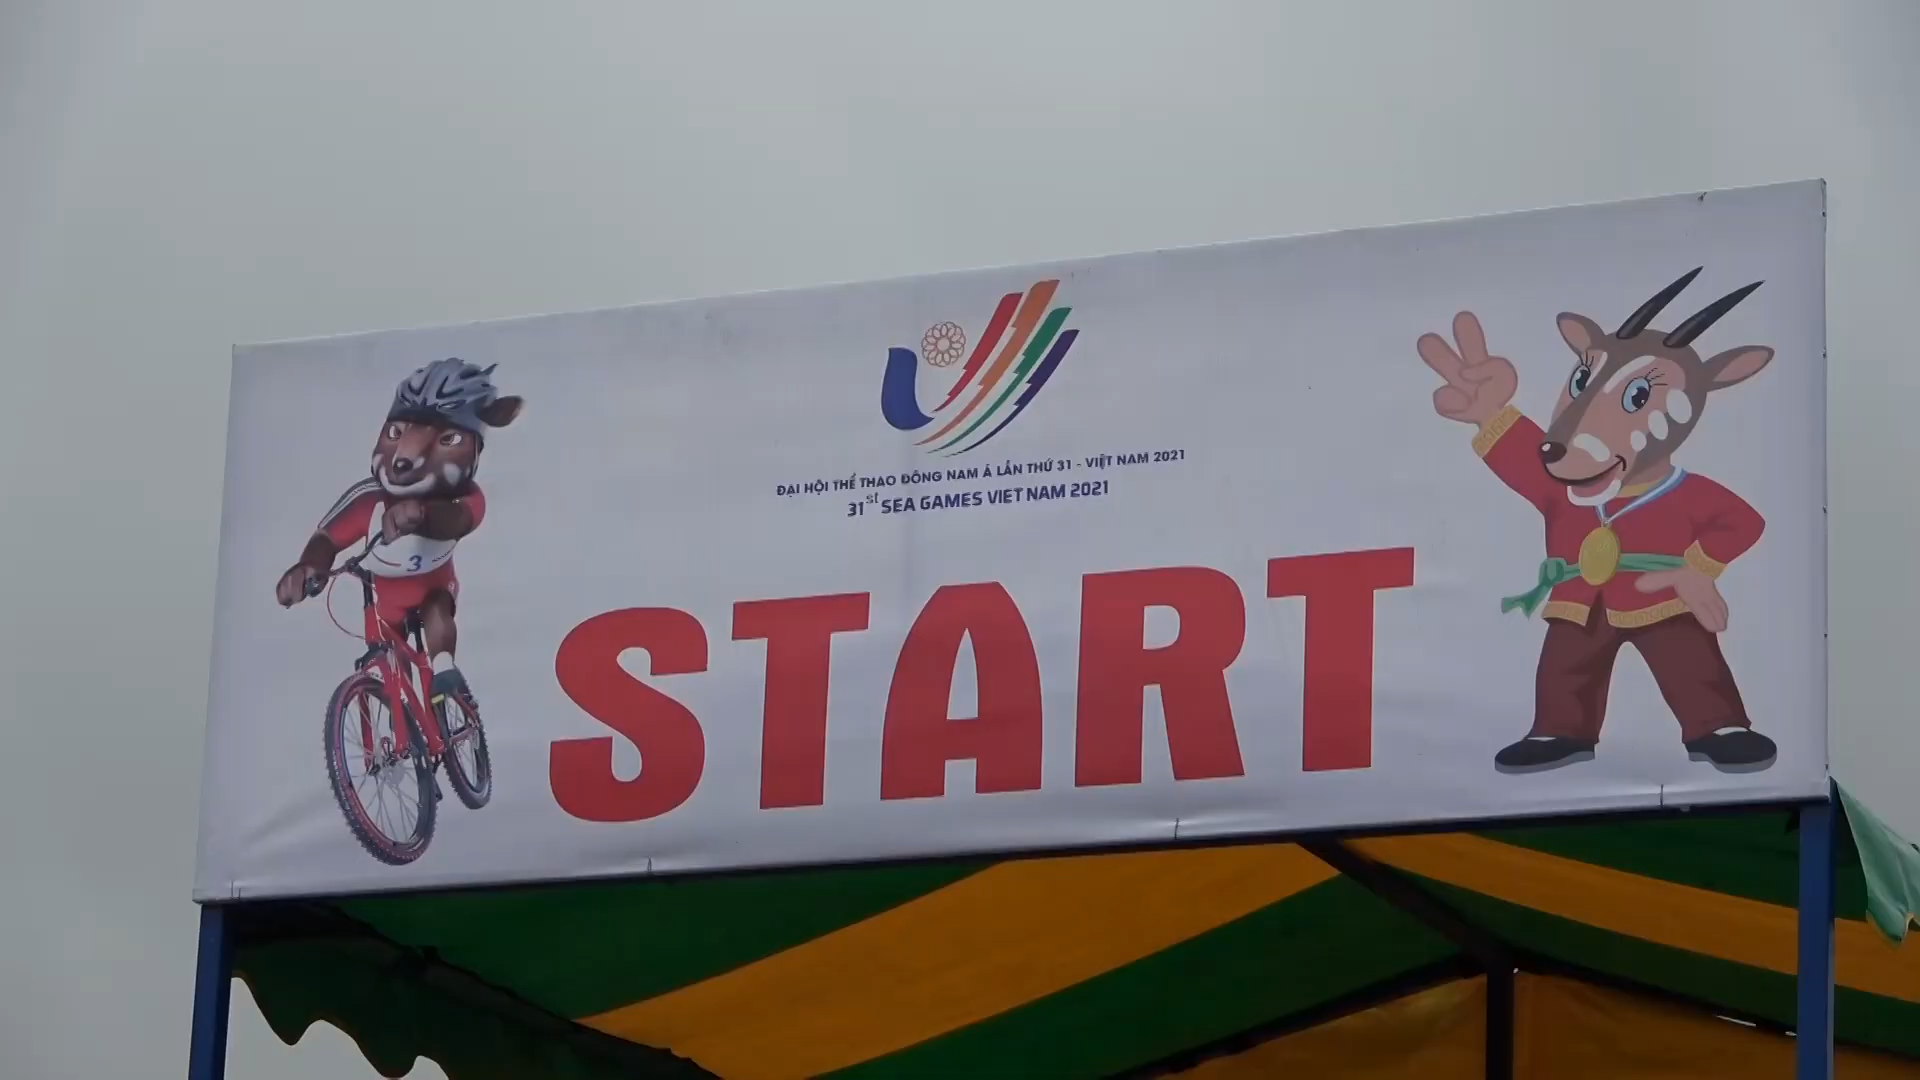 ĐẠI HỘI THỂ THAO ĐÔNG NAM Á LẦN THỨ 31 - VIỆT NAM 2021
31st SEA GAMES VIET NAM 2021
3
START